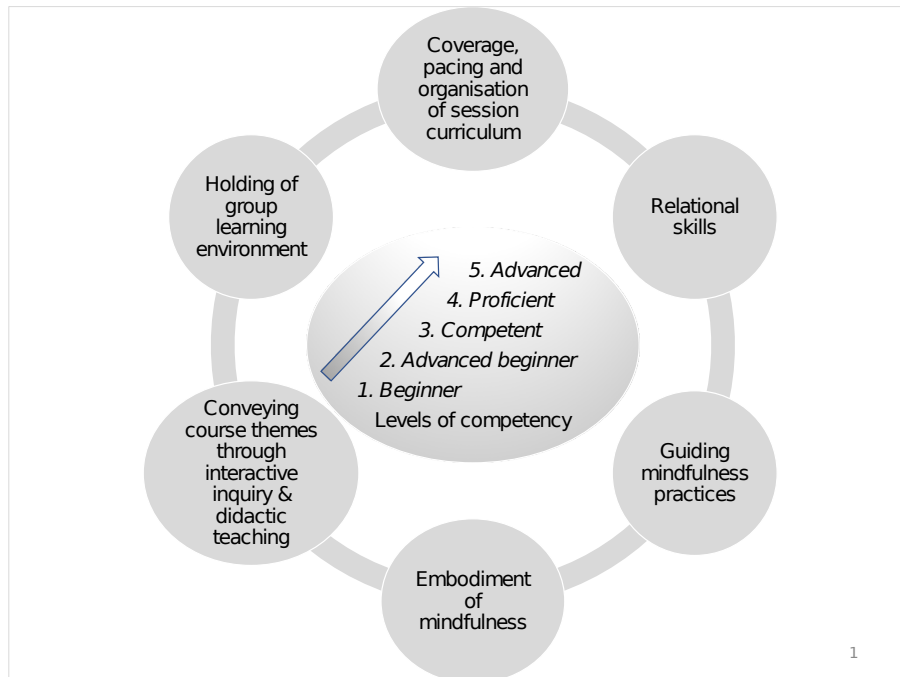 Coverage,
pacing and
organisation
of session
curriculum
Relational
skills
Guiding
mindfulness
practices
Embodiment
of
mindfulness
Conveying
course themes
through
interactive
inquiry &
didactic
teaching
Holding of
group
learning
environment
5. Advanced
4. Proficient
3. Competent
2. Advanced beginner
1. Beginner
Levels of competency
1